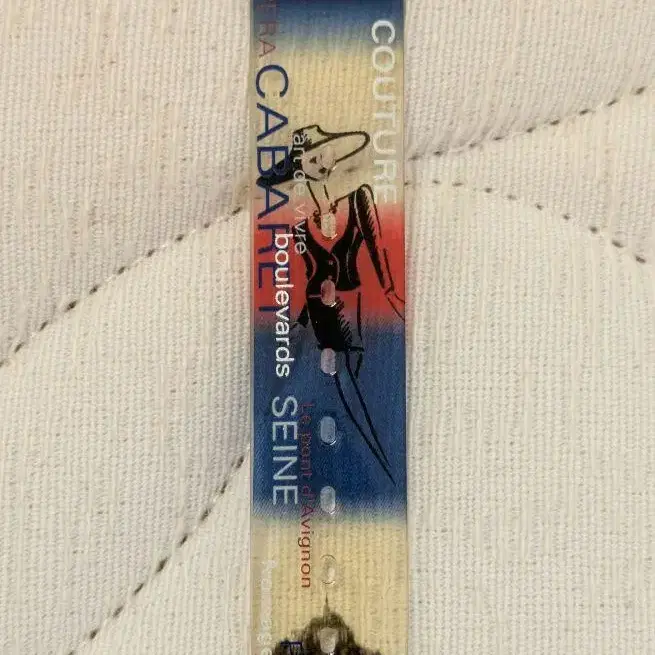 COUTURE
CABARET
art de vivre
boulevards
SEINE
Le pont d'Avignon